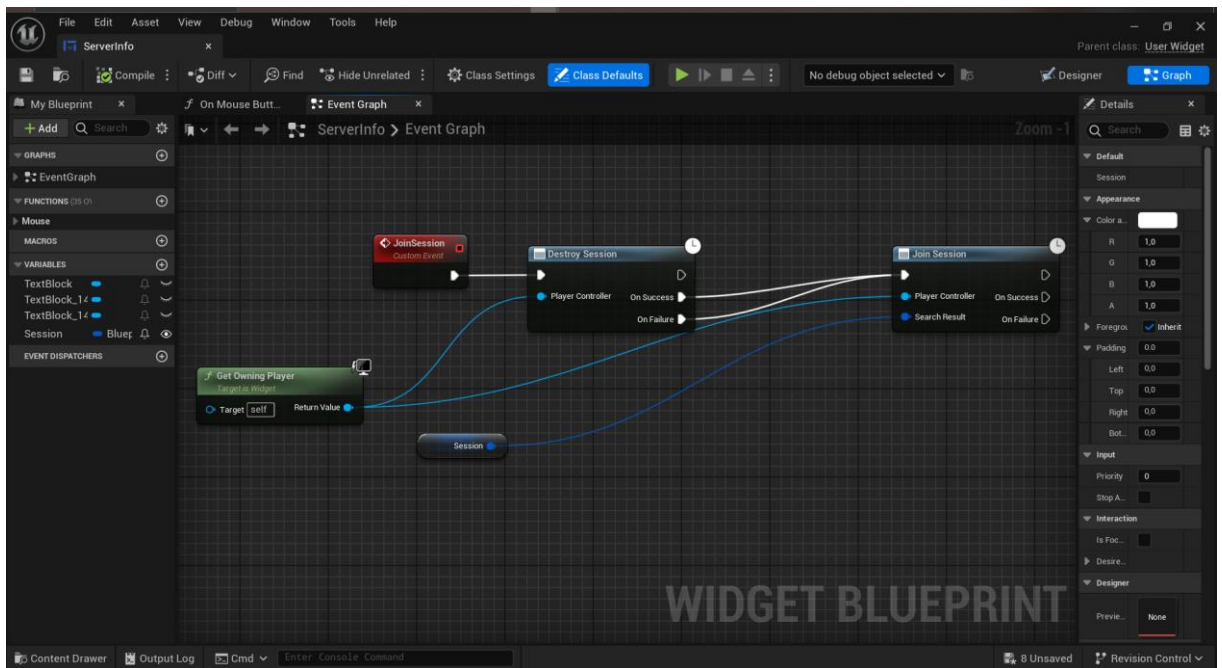 File Edit Asset View Debug Window Tools Help
ServerInfo
Parent class: User Widget
Compile
Diff
Find
Hide Unrelated
Class Settings
Class Defaults
No debug object selected
Designer
Graph
My Blueprint
On Mouse Butt...
Event Graph
Details
+ Add
Search
ServerInfo > Event Graph
Zoom -1
Search
GRAPHS
EventGraph
FUNCTIONS
Mouse
MACROS
VARIABLES
TextBlock
TextBlock_14
TextBlock_14
Session Bluep
EVENT DISPATCHERS
JoinSession
Custom Event
Destroy Session
Player Controller On Success
On Failure
Join Session
Player Controller On Success
Search Result On Failure
f Get Owning Player
Target is Widget
Target self Return Value
Session
WIDGET BLUEPRINT
Default
Session
Appearance
Color a...
R 1,0
G 1,0
B 1,0
A 1,0
Foregrou Inherit
Padding 0.0
Left 0,0
Top 0,0
Right 0,0
Bot... 0,0
Input
Priority 0
Stop A...
Interaction
Is Foc...
Desire...
Designer
Previe... None
Content Drawer
Output Log
Cmd
Enter Console Command
8 Unsaved
Revision Control